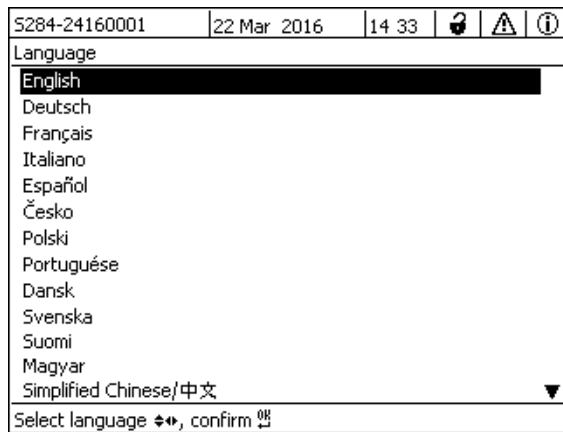 S284-24160001 22 Mar 2016 14 33
Language
English
Deutsch
Français
Italiano
Español
Česko
Polski
Portuguése
Dansk
Svenska
Suomi
Magyar
Simplified Chinese/中文
Select language, confirm OK